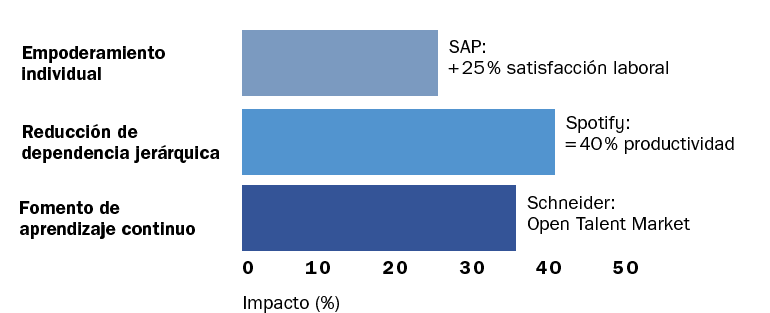 Empoderamiento
individual
SAP:
+25% satisfacción laboral
Reducción de
dependencia jerárquica
Spotify:
=40% productividad
Fomento de
aprendizaje continuo
Schneider:
Open Talent Market
0 10 20 30 40 50
Impacto (%)